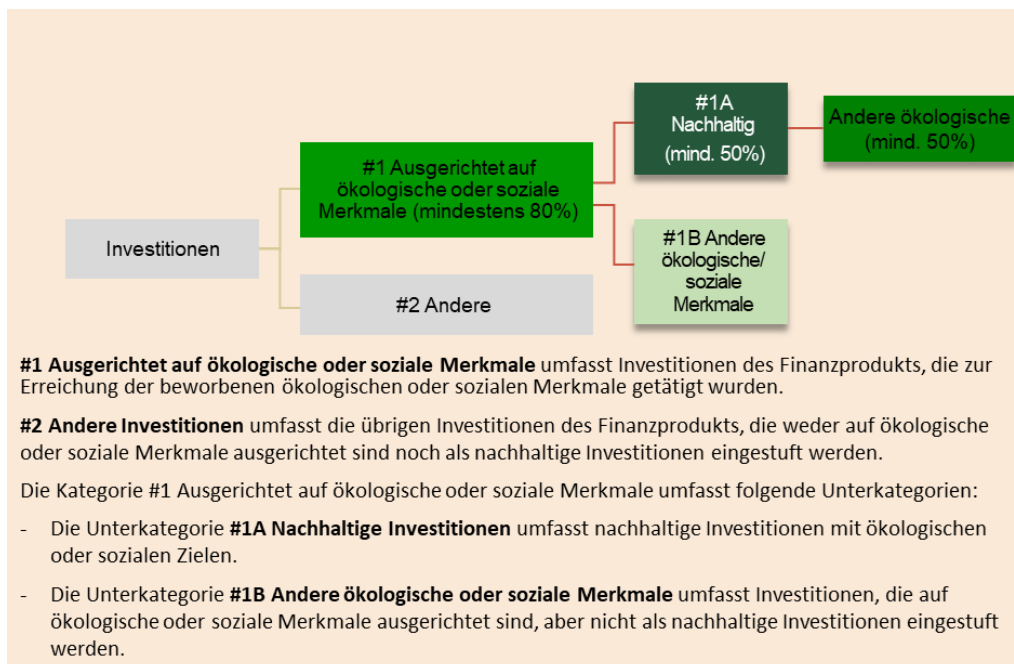 #1A
Nachhaltig
(mind. 50%)
Andere ökologische
(mind. 50%)
#1 Ausgerichtet auf
ökologische oder soziale
Merkmale (mindestens 80%)
Investitionen
#1B Andere
ökologische/
soziale
Merkmale
#2 Andere
#1 Ausgerichtet auf ökologische oder soziale Merkmale umfasst Investitionen des Finanzprodukts, die zur
Erreichung der beworbenen ökologischen oder sozialen Merkmale getätigt wurden.
#2 Andere Investitionen umfasst die übrigen Investitionen des Finanzprodukts, die weder auf ökologische
oder soziale Merkmale ausgerichtet sind noch als nachhaltige Investitionen eingestuft werden.
Die Kategorie #1 Ausgerichtet auf ökologische oder soziale Merkmale umfasst folgende Unterkategorien:
- Die Unterkategorie #1A Nachhaltige Investitionen umfasst nachhaltige Investitionen mit ökologischen
oder sozialen Zielen.
- Die Unterkategorie #1B Andere ökologische oder soziale Merkmale umfasst Investitionen, die auf
ökologische oder soziale Merkmale ausgerichtet sind, aber nicht als nachhaltige Investitionen eingestuft
werden.